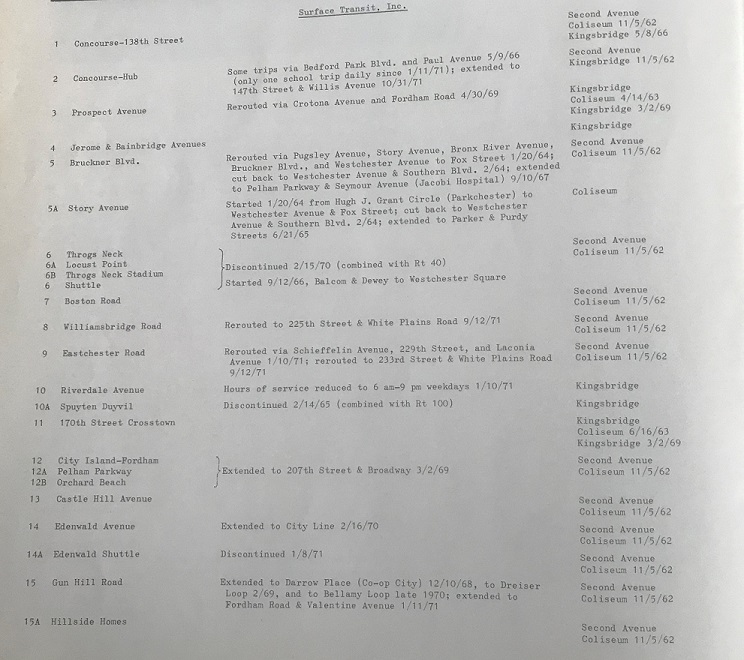 Surface Transit, Inc.
1 Concourse-138th Street
Second Avenue
Coliseum 11/5/62
Kingsbridge 5/8/66
2 Concourse-Hub
Some trips via Bedford Park Blvd. and Paul Avenue 5/9/66
(only one school trip daily since 1/11/71); extended to
147th Street & Willis Avenue 10/31/71
Second Avenue
Kingsbridge 11/5/62
3 Prospect Avenue
Rerouted via Crotona Avenue and Fordham Road 4/30/69
Kingsbridge
Coliseum 4/14/63
Kingsbridge 3/2/69
4 Jerome & Bainbridge Avenues
Kingsbridge
5 Bruckner Blvd.
Rerouted via Pugsley Avenue, Story Avenue, Bronx River Avenue,
Bruckner Blvd., and Westchester Avenue to Fox Street 1/20/64;
cut back to Westchester Avenue & Southern Blvd. 2/64; extended
to Pelham Parkway & Seymour Avenue (Jacobi Hospital) 9/10/67
Second Avenue
Coliseum 11/5/62
5A Story Avenue
Started 1/20/64 from Hugh J. Grant Circle (Parkchester) to
Westchester Avenue & Fox Street; cut back to Westchester
Avenue & Southern Blvd. 2/64; extended to Parker & Purdy
Streets 6/21/65
Coliseum
6 Throgs Neck
6A Locust Point
6B Throgs Neck Stadium
6 Shuttle
Discontinued 2/15/70 (combined with Rt 40)
Started 9/12/66, Balcom & Dewey to Westchester Square
Second Avenue
Coliseum 11/5/62
7 Boston Road
Second Avenue
Coliseum 11/5/62
8 Williamsbridge Road
Rerouted to 225th Street & White Plains Road 9/12/71
Second Avenue
Coliseum 11/5/62
9 Eastchester Road
Rerouted via Schieffelin Avenue, 229th Street, and Laconia
Avenue 1/10/71; rerouted to 233rd Street & White Plains Road
9/12/71
Second Avenue
Coliseum 11/5/62
10 Riverdale Avenue
Hours of service reduced to 6 am-9 pm weekdays 1/10/71
Kingsbridge
10A Spuyten Duyvil
Discontinued 2/14/65 (combined with Rt 100)
Kingsbridge
11 170th Street Crosstown
Kingsbridge
Coliseum 6/16/63
Kingsbridge 3/2/69
12 City Island-Fordham
12A Pelham Parkway
12B Orchard Beach
Extended to 207th Street & Broadway 3/2/69
Second Avenue
Coliseum 11/5/62
13 Castle Hill Avenue
Second Avenue
Coliseum 11/5/62
14 Edenwald Avenue
Extended to City Line 2/16/70
Second Avenue
Coliseum 11/5/62
14A Edenwald Shuttle
Discontinued 1/8/71
Second Avenue
Coliseum 11/5/62
15 Gun Hill Road
Extended to Darrow Place (Co-op City) 12/10/68, to Dreiser
Loop 2/69, and to Bellamy Loop late 1970; extended to
Fordham Road & Valentine Avenue 1/11/71
Second Avenue
Coliseum 11/5/62
15A Hillside Homes
Second Avenue
Coliseum 11/5/62